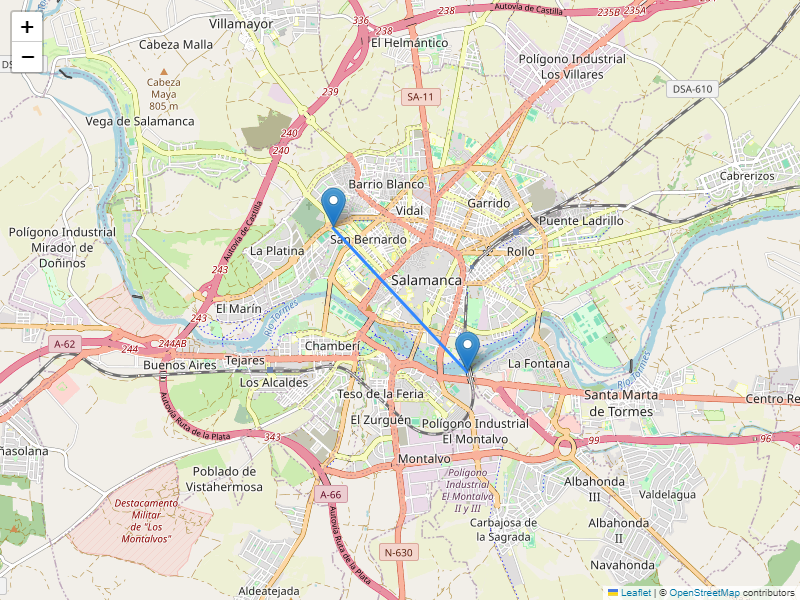 +
−
Villamayor
Cabeza Malla
336
238
Autovía de Castilla
238
235B
235A
El Helmántico
Polígono Industrial
Los Villares
Cabeza
Maya
805 m
239
SA-11
DSA-610
Vega de Salamanca
240
240
Barrio Blanco
Cabrerizos
Garrido
Vidal
Puente Ladrillo
Autovía de Castilla
Polígono Industrial
Mirador de
Doñinos
San Bernardo
La Platina
Rollo
243
Salamanca
El Marín
243
Río Tormes
A-62
244
244AB
Chamberí
Tejares
Buenos Aires
La Fontana
Río Tormes
Los Alcaldes
Teso de la Feria
Santa Marta
de Tormes
Centro Re
El Zurguén
Polígono Industrial
El Montalvo
Autovía Ruta de la Plata
343
99
96
ñasolana
Montalvo
Poblado de
Vistahermosa
Polígono
Industrial
El Montalvo
II y III
Albahonda
III
Valdelagua
A-66
Destacamento
Militar
de "Los
Montalvos"
Autovía Ruta de la Plata
Carbajosa de
la Sagrada
Albahonda
II
N-630
Navahonda
Aldeatejada
Leaflet | © OpenStreetMap contributors